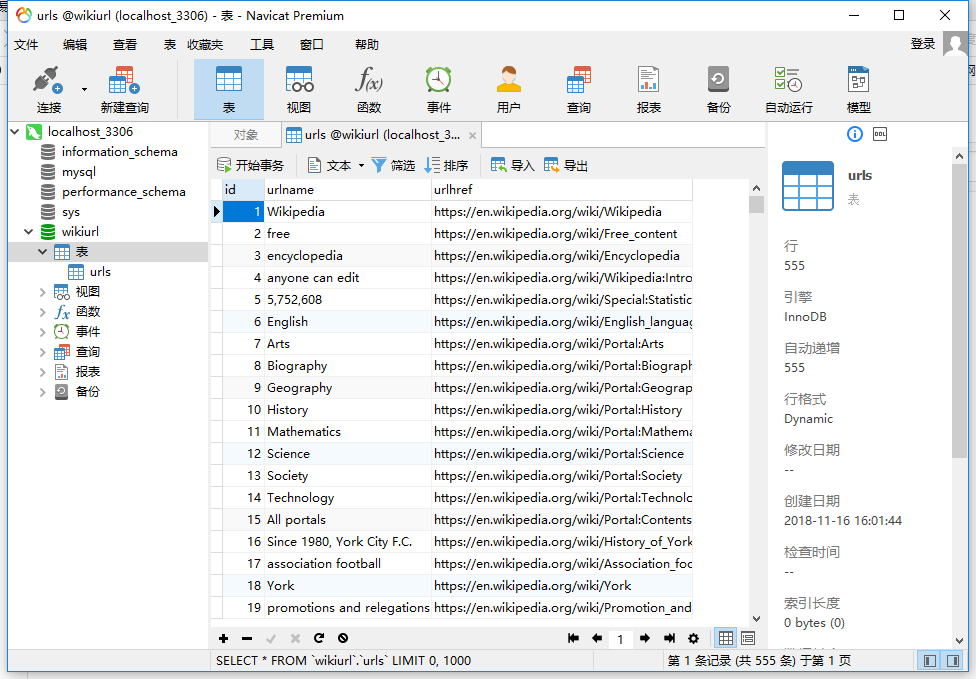 urls @wikiurl (localhost_3306) - 表 - Navicat Premium
文件 编辑 查看 表 收藏夹 工具 窗口 帮助 登录
连接 新建查询 表 视图 函数 事件 用户 查询 报表 备份 自动运行 模型
localhost_3306
information_schema
mysql
performance_schema
sys
wikiurl
表
urls
视图
函数
事件
查询
报表
备份
对象 urls @wikiurl (localhost_3...
开始事务 文本 筛选 排序 导入 导出
id urlname urlhref
1 Wikipedia https://en.wikipedia.org/wiki/Wikipedia
2 free https://en.wikipedia.org/wiki/Free_content
3 encyclopedia https://en.wikipedia.org/wiki/Encyclopedia
4 anyone can edit https://en.wikipedia.org/wiki/Wikipedia:Intro
5 5,752,608 https://en.wikipedia.org/wiki/Special:Statistic
6 English https://en.wikipedia.org/wiki/English_languag
7 Arts https://en.wikipedia.org/wiki/Portal:Arts
8 Biography https://en.wikipedia.org/wiki/Portal:Biograph
9 Geography https://en.wikipedia.org/wiki/Portal:Geograp
10 History https://en.wikipedia.org/wiki/Portal:History
11 Mathematics https://en.wikipedia.org/wiki/Portal:Mathema
12 Science https://en.wikipedia.org/wiki/Portal:Science
13 Society https://en.wikipedia.org/wiki/Portal:Society
14 Technology https://en.wikipedia.org/wiki/Portal:Technolo
15 All portals https://en.wikipedia.org/wiki/Portal:Contents
16 Since 1980, York City F.C. https://en.wikipedia.org/wiki/History_of_York
17 association football https://en.wikipedia.org/wiki/Association_foo
18 York https://en.wikipedia.org/wiki/York
19 promotions and relegations https://en.wikipedia.org/wiki/Promotion_and
1
SELECT * FROM `wikiurl`.`urls` LIMIT 0, 1000
第 1 条记录 (共 555 条) 于第 1 页
DDL
urls
表
行
555
引擎
InnoDB
自动递增
555
行格式
Dynamic
修改日期
--
创建日期
2018-11-16 16:01:44
检查时间
--
索引长度
0 bytes (0)